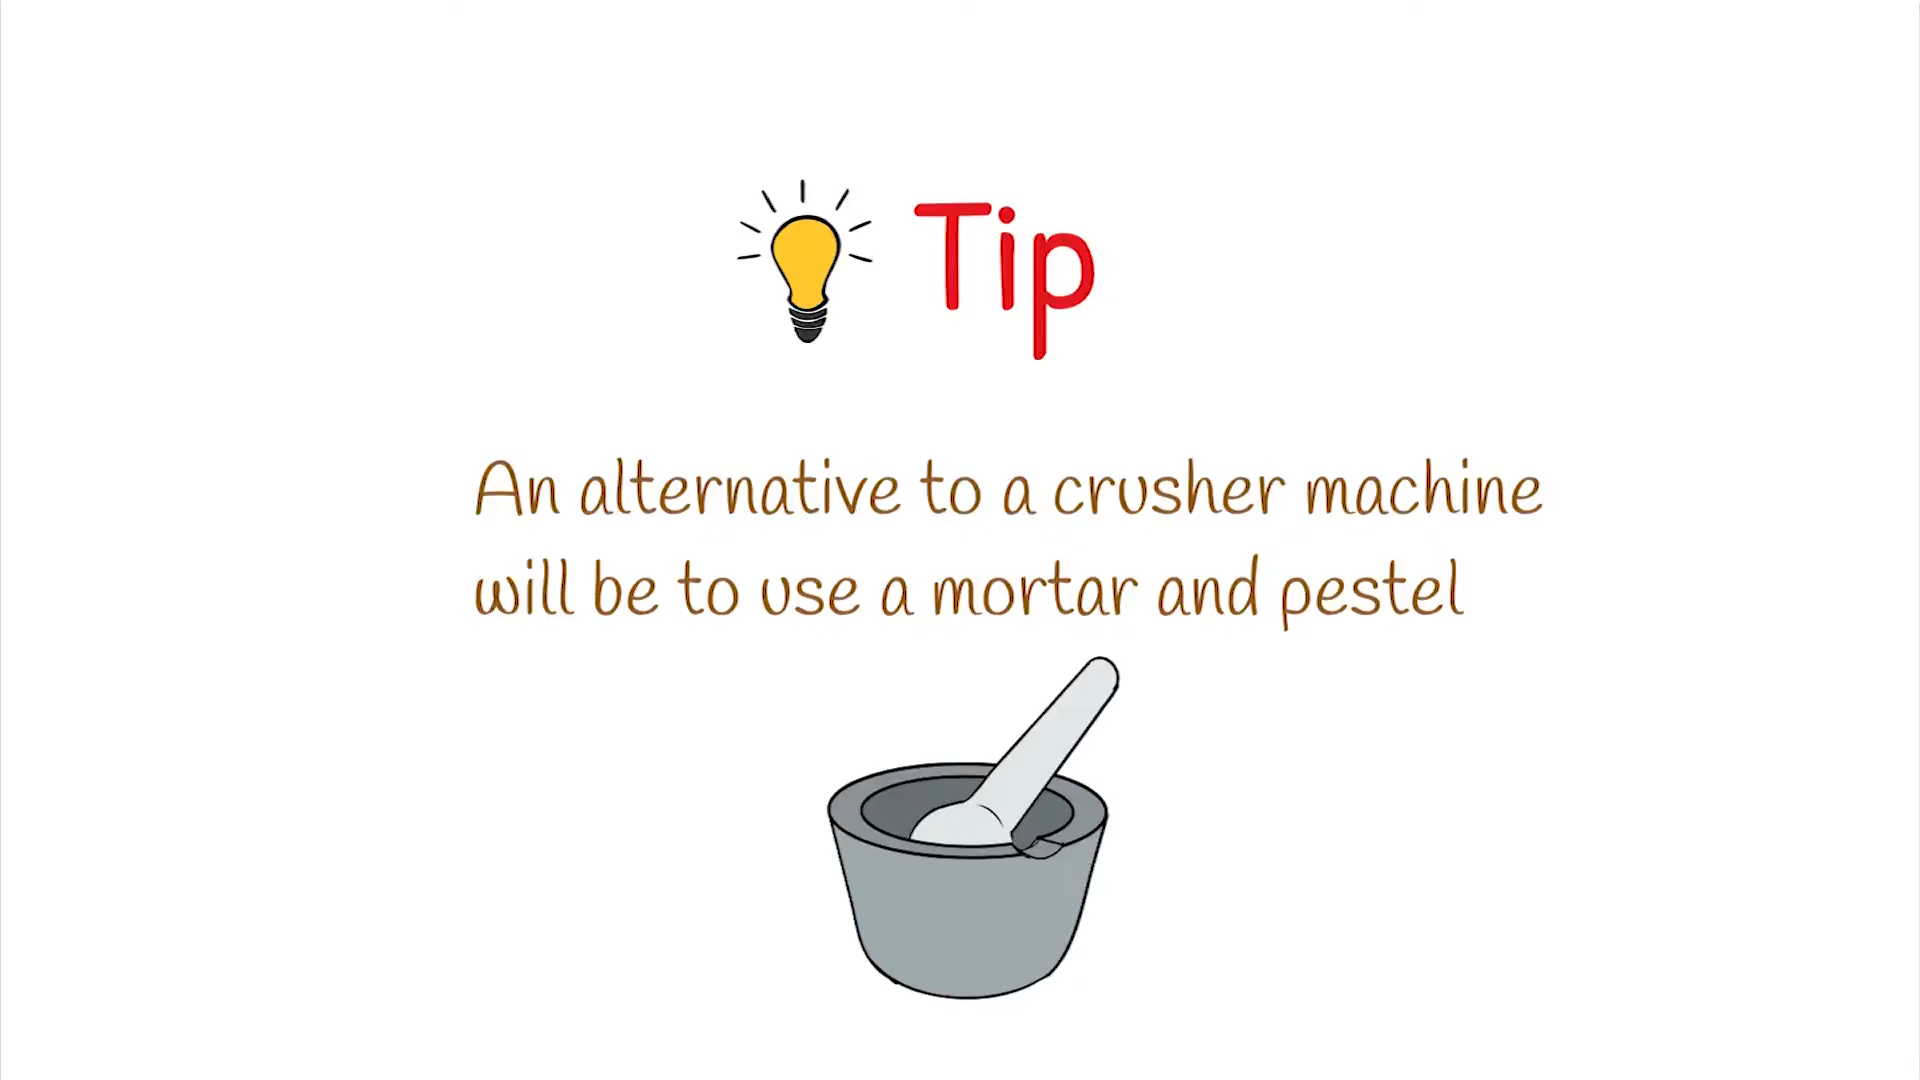 Tip
An alternative to a crusher machine
will be to use a mortar and pestel